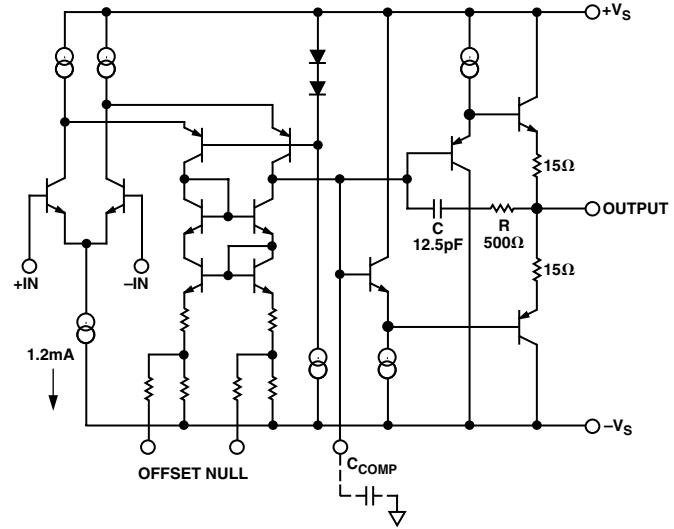 +VS
15Ω
OUTPUT
C
12.5pF
R
500Ω
+IN
–IN
15Ω
1.2mA
–VS
OFFSET NULL
CCOMP